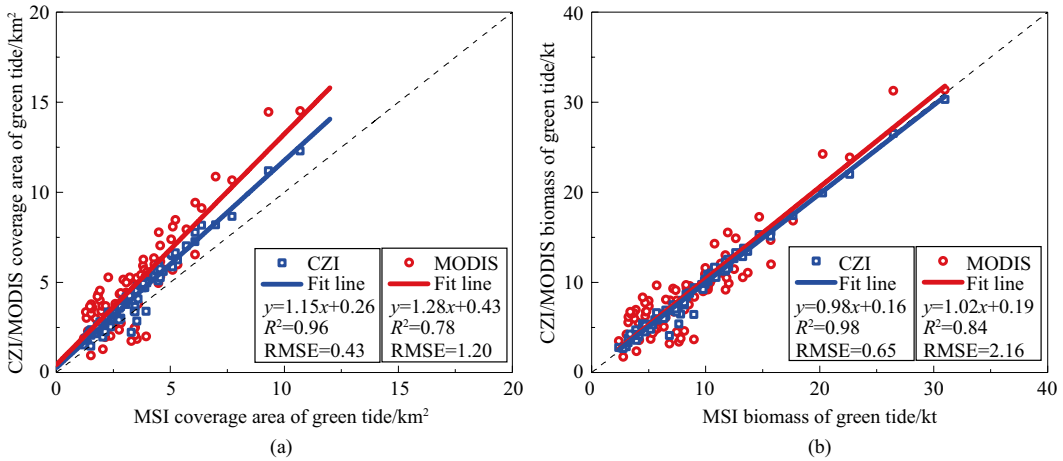 CZI/MODIS coverage area of green tide/km²
20
15
10
5
0
0
5
10
15
20
MSI coverage area of green tide/km²
CZI
Fit line
y=1.15x+0.26
R²=0.96
RMSE=0.43
MODIS
Fit line
y=1.28x+0.43
R²=0.78
RMSE=1.20
(a)
CZI/MODIS biomass of green tide/kt
40
30
20
10
0
0
10
20
30
40
MSI biomass of green tide/kt
CZI
Fit line
y=0.98x+0.16
R²=0.98
RMSE=0.65
MODIS
Fit line
y=1.02x+0.19
R²=0.84
RMSE=2.16
(b)